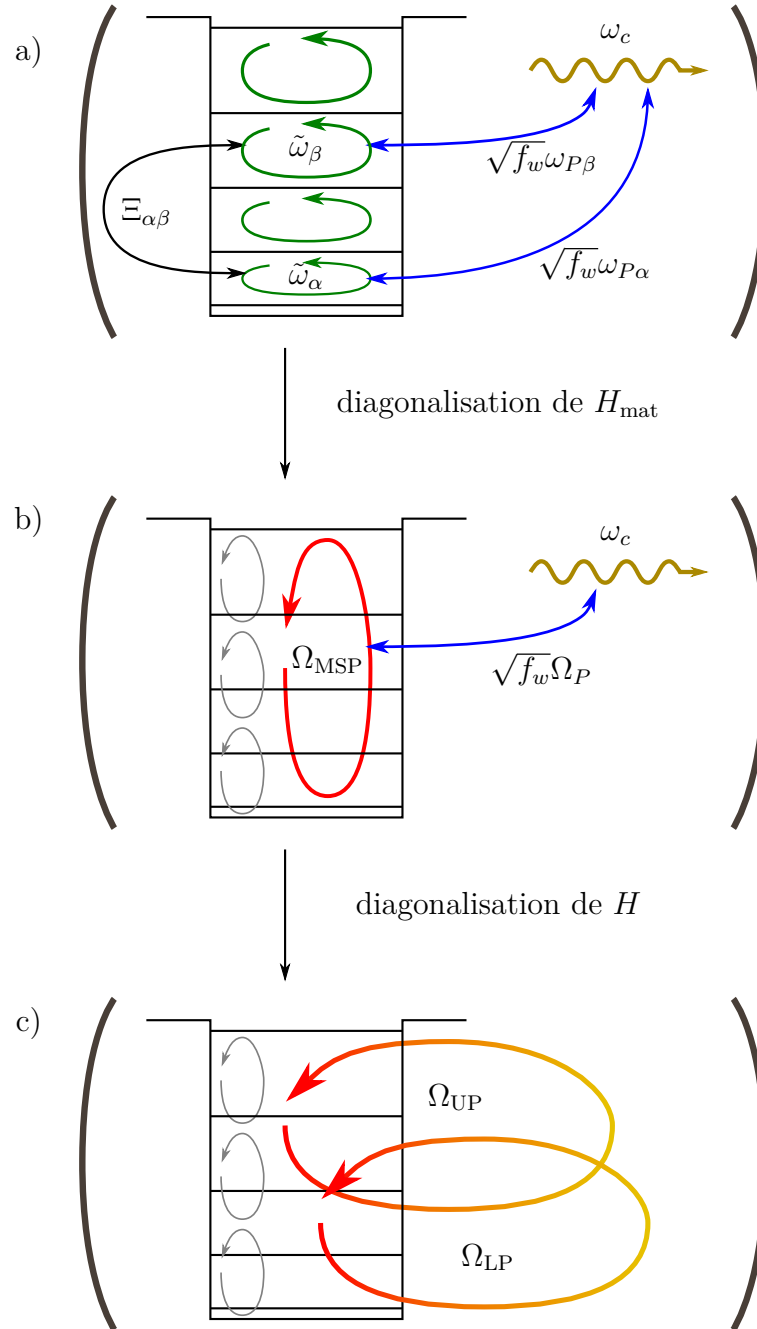 a)
ω_c
ω̃_β
√f_w ω_{Pβ}
Ξ_{αβ}
√f_w ω_{Pα}
ω̃_α
diagonalisation de H_mat
b)
ω_c
Ω_MSP
√f_w Ω_P
diagonalisation de H
c)
Ω_UP
Ω_LP